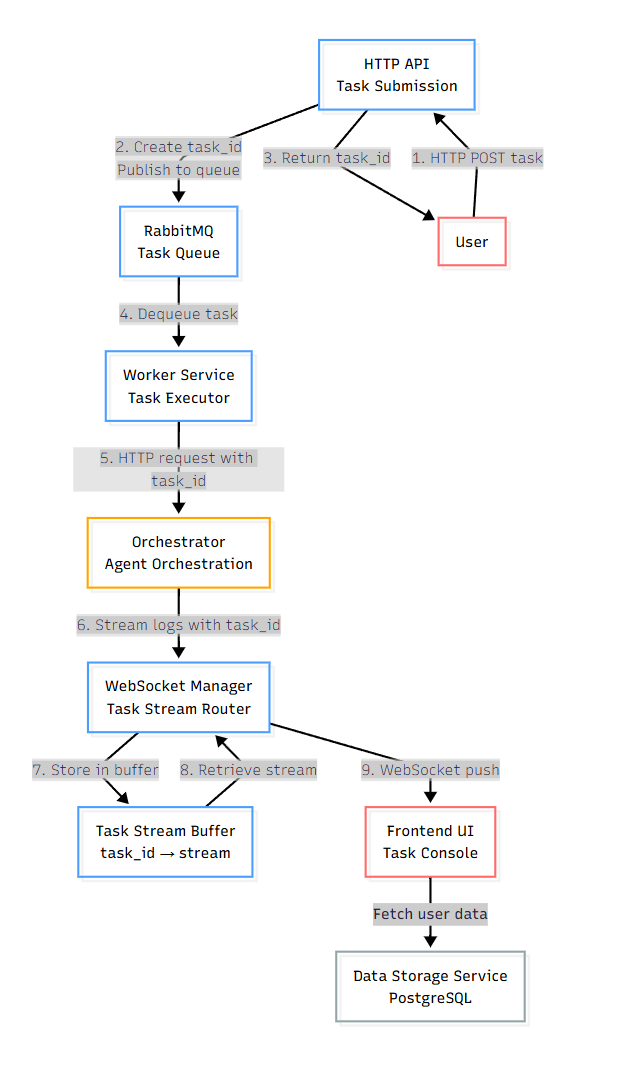 HTTP API
Task Submission
2. Create task_id
Publish to queue
3. Return task_id
1. HTTP POST task
RabbitMQ
Task Queue
User
4. Dequeue task
Worker Service
Task Executor
5. HTTP request with
task_id
Orchestrator
Agent Orchestration
6. Stream logs with task_id
WebSocket Manager
Task Stream Router
7. Store in buffer
8. Retrieve stream
9. WebSocket push
Task Stream Buffer
task_id → stream
Frontend UI
Task Console
Fetch user data
Data Storage Service
PostgreSQL